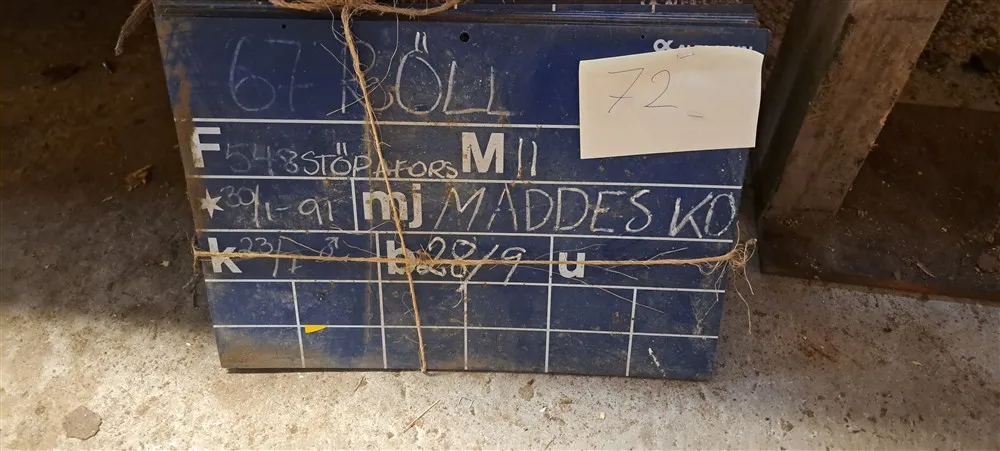 67 RÖLL
72
F 548 STÖPAFORS M 11
★ 30/1-91 mj MADDES KO
k 23/7 ♂ b. 28/9 u